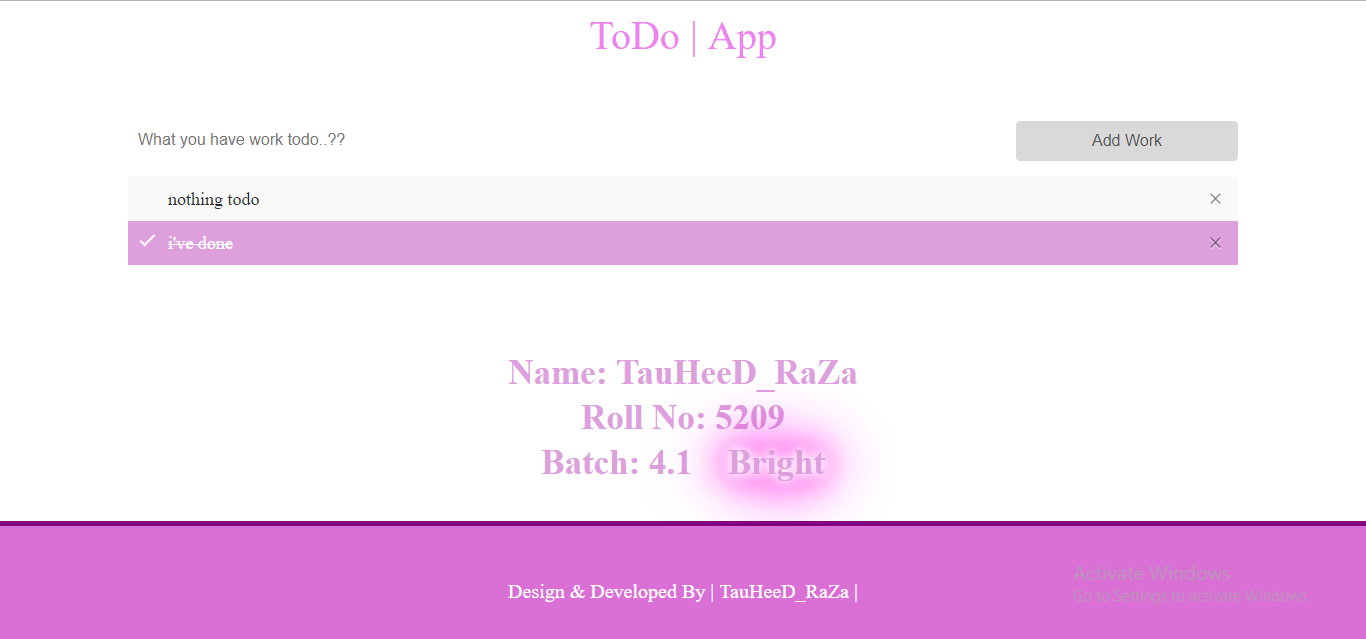 ToDo | App
What you have work todo..??
Add Work
nothing todo
i've done
Name: TauHeeD_RaZa
Roll No: 5209
Batch: 4.1 Bright
Activate Windows
Go to Settings to activate Windows.
Design & Developed By | TauHeeD_RaZa |